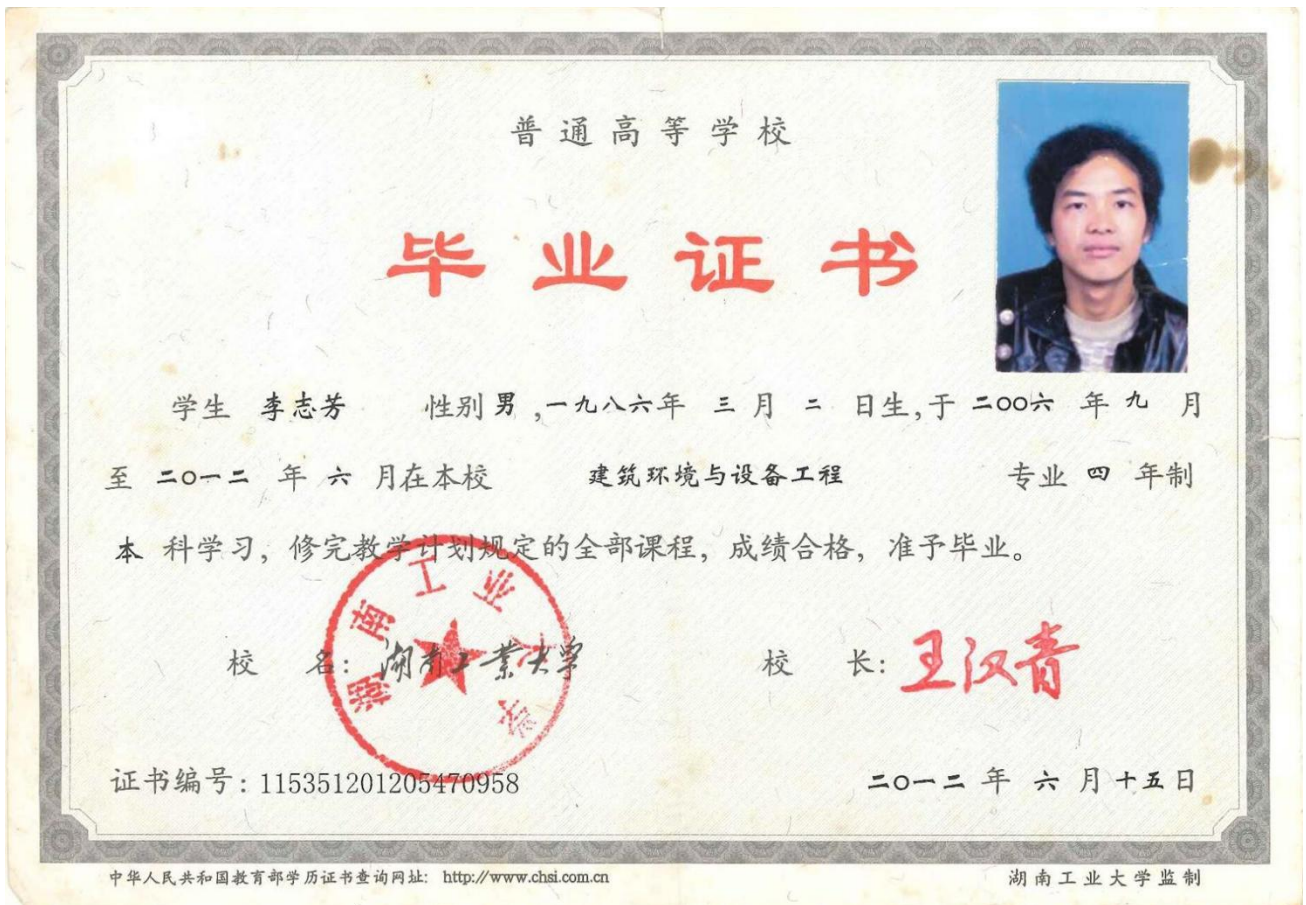 普通高等学校
毕业证书
学生 李志芳 性别 男 ,一九八六年 三 月 二 日生,于 二〇〇六 年 九 月
至 二〇一二 年 六 月在本校 建筑环境与设备工程 专业 四 年制
本 科学习，修完教学计划规定的全部课程，成绩合格，准予毕业。
湖南工业大学
校 名: 湖南工業大学 校 长: 王汉青
证书编号: 115351201205470958 二〇一二 年 六 月 十五 日
中华人民共和国教育部学历证书查询网址: http://www.chsi.com.cn 湖南工业大学监制